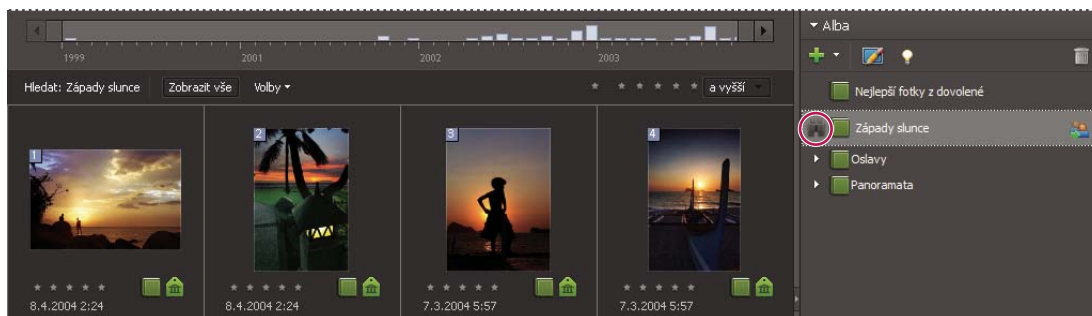 1999 2001 2002 2003
Hledat: Západy slunce Zobrazit vše Volby a vyšší
1 2 3 4
8.4.2004 2:24 8.4.2004 2:24 7.3.2004 5:57 7.3.2004 5:57
Alba
Nejlepší fotky z dovolené
Západy slunce
Oslavy
Panoramata